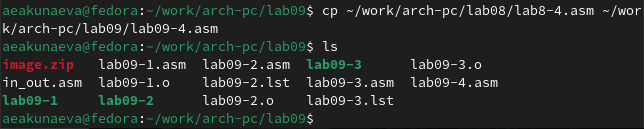 aeakunaeva@fedora:~/work/arch-pc/lab09$ cp ~/work/arch-pc/lab08/lab8-4.asm ~/wor
k/arch-pc/lab09/lab09-4.asm
aeakunaeva@fedora:~/work/arch-pc/lab09$ ls
image.zip lab09-1.asm lab09-2.asm lab09-3 lab09-3.o
in_out.asm lab09-1.o lab09-2.lst lab09-3.asm lab09-4.asm
lab09-1 lab09-2 lab09-2.o lab09-3.lst
aeakunaeva@fedora:~/work/arch-pc/lab09$